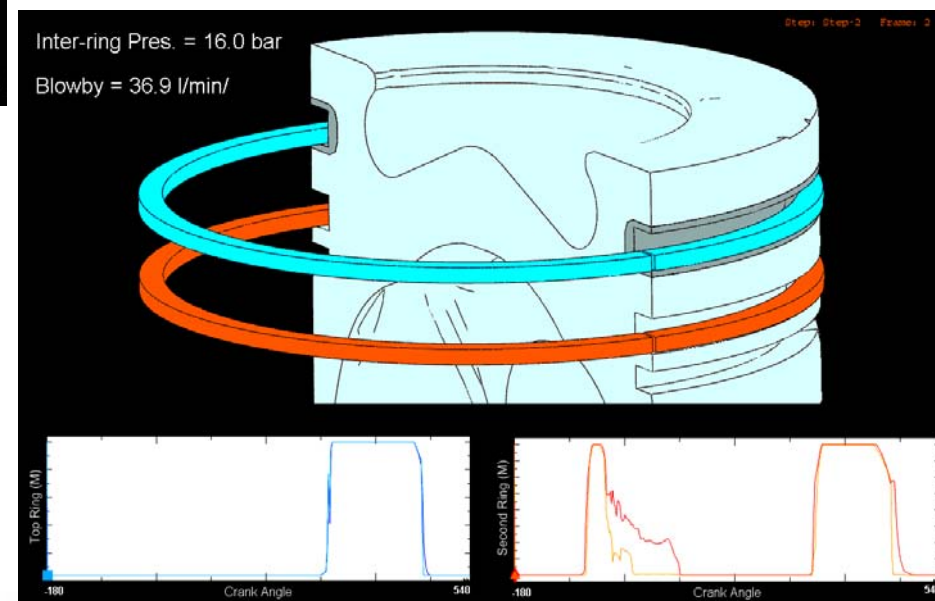 Step: Step-2 Frame: 2
Inter-ring Pres. = 16.0 bar
Blowby = 36.9 l/min/
Top Ring (M)
-180
Crank Angle
540
Second Ring (M)
-180
Crank Angle